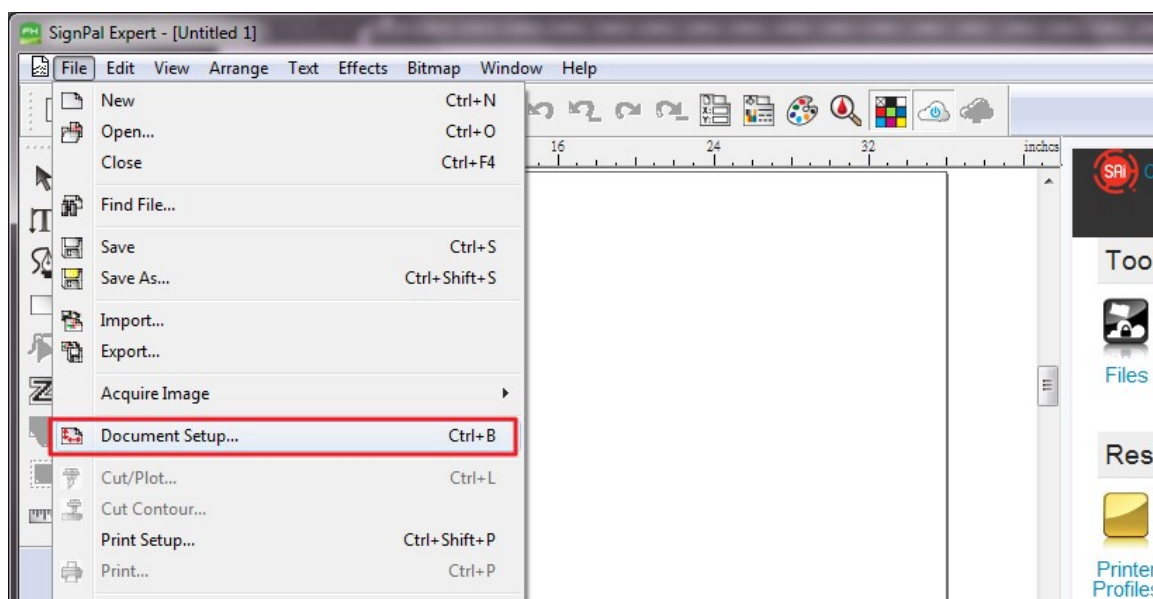 SignPal Expert - [Untitled 1]
File Edit View Arrange Text Effects Bitmap Window Help
New Ctrl+N
Open... Ctrl+O
Close Ctrl+F4
Find File...
Save Ctrl+S
Save As... Ctrl+Shift+S
Import...
Export...
Acquire Image
Document Setup... Ctrl+B
Cut/Plot... Ctrl+L
Cut Contour...
Print Setup... Ctrl+Shift+P
Print... Ctrl+P
16 24 32 inches
SAi
Too
Files
Res
Printer
Profiles